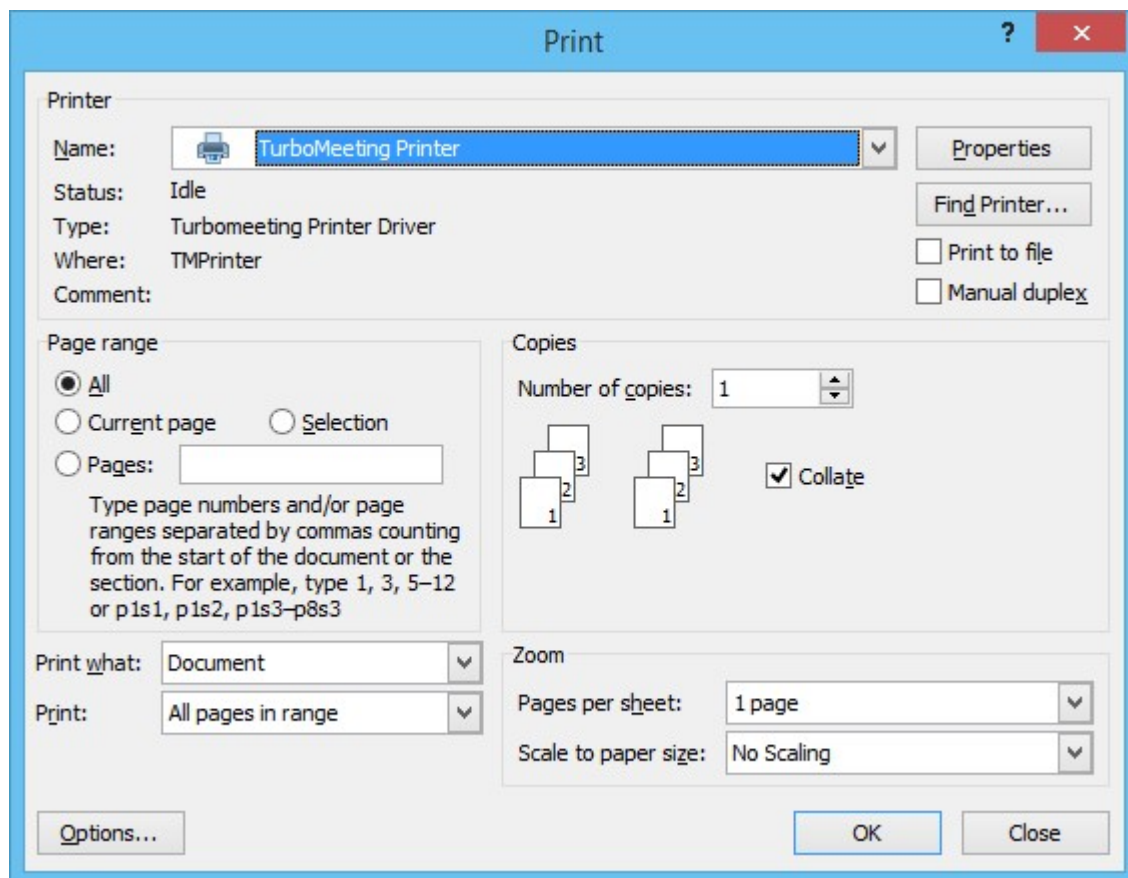 Print
?
Printer
Name: TurboMeeting Printer
Properties
Status: Idle
Find Printer...
Type: Turbomeeting Printer Driver
Where: TMPrinter
Print to file
Comment:
Manual duplex
Page range
All
Current page Selection
Pages:
Type page numbers and/or page
ranges separated by commas counting
from the start of the document or the
section. For example, type 1, 3, 5–12
or p1s1, p1s2, p1s3–p8s3
Copies
Number of copies: 1
3 3
2 2
1 1
Collate
Print what: Document
Print: All pages in range
Zoom
Pages per sheet: 1 page
Scale to paper size: No Scaling
Options...
OK
Close